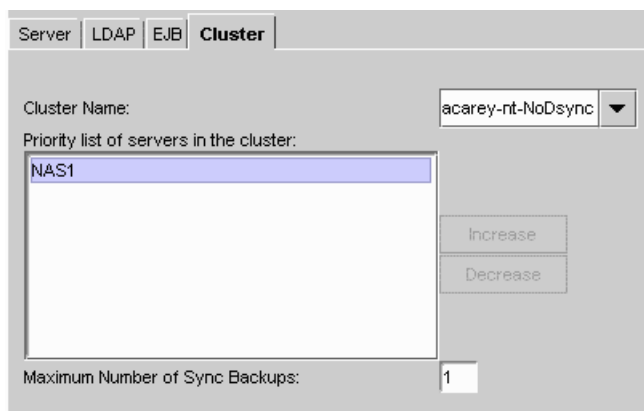 Server LDAP EJB Cluster
Cluster Name: acarey-nt-NoDsync
Priority list of servers in the cluster:
NAS1
Increase
Decrease
Maximum Number of Sync Backups: 1